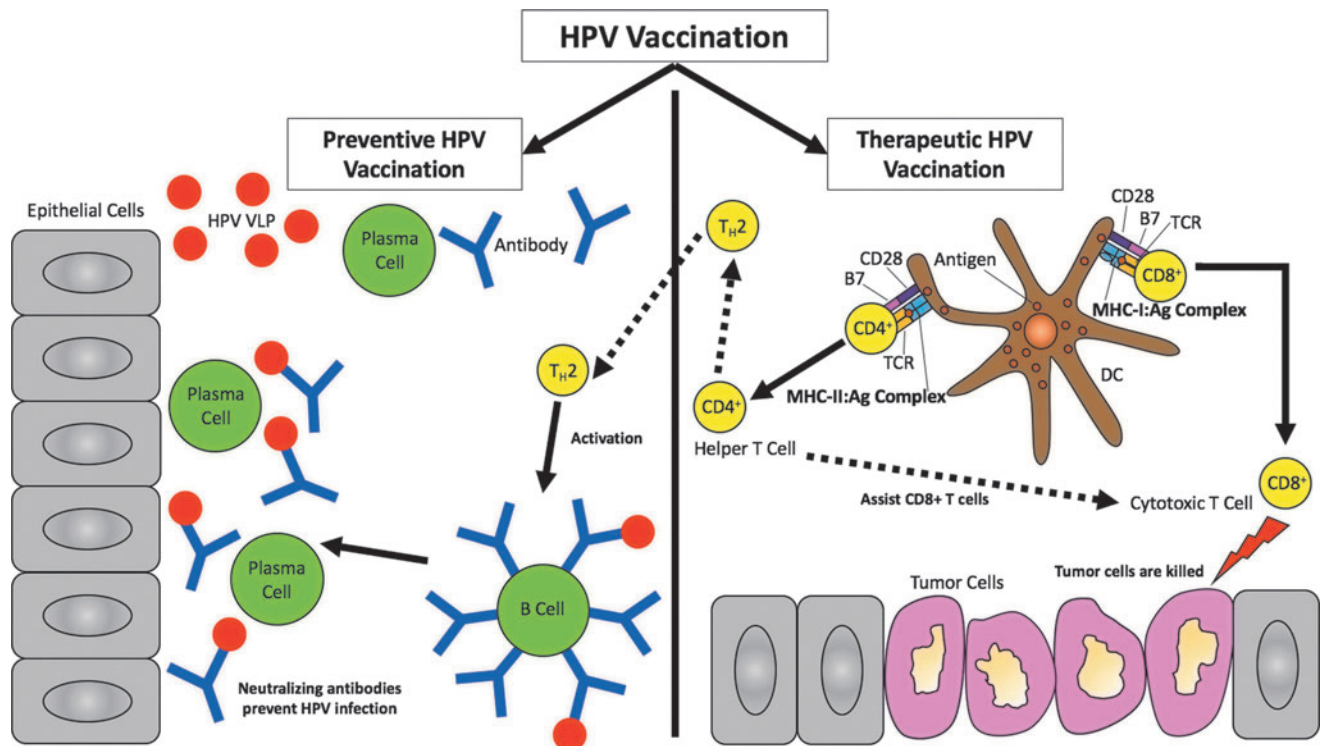 HPV Vaccination
Preventive HPV
Vaccination
Epithelial Cells
HPV VLP
Plasma
Cell
Antibody
Plasma
Cell
T_H2
Activation
Plasma
Cell
B Cell
Neutralizing antibodies
prevent HPV infection
Therapeutic HPV
Vaccination
T_H2
CD28
B7
Antigen
CD4⁺
TCR
MHC-II:Ag Complex
CD28
B7
TCR
CD8⁺
MHC-I:Ag Complex
DC
CD4⁺
Helper T Cell
Assist CD8+ T cells
Cytotoxic T Cell
CD8⁺
Tumor Cells
Tumor cells are killed